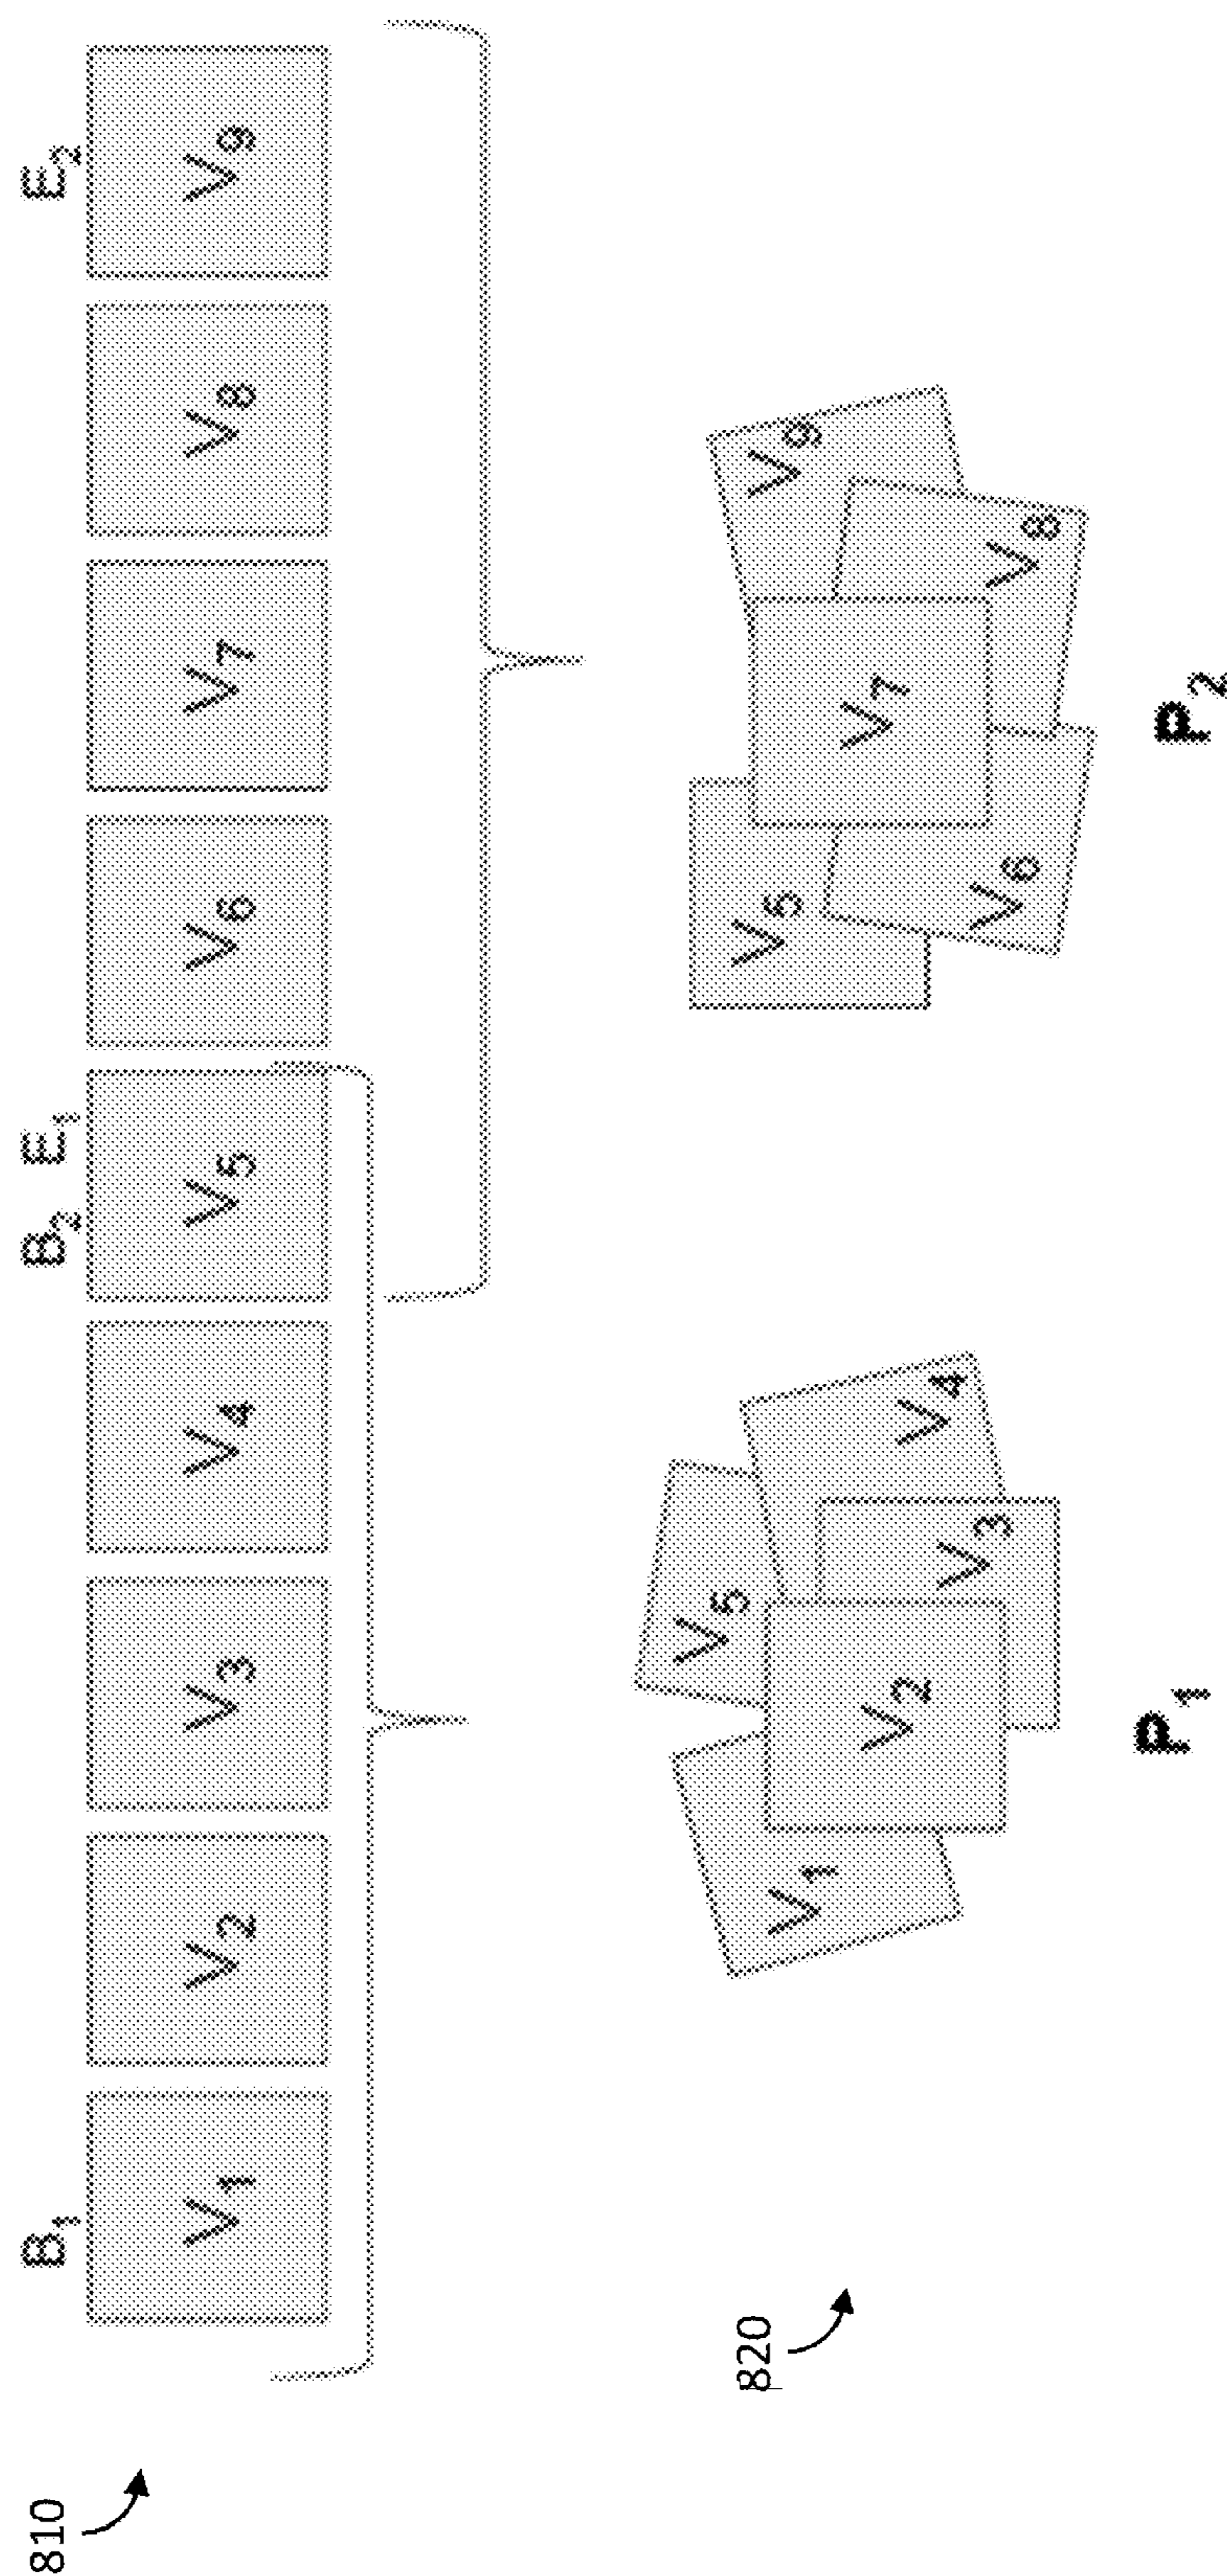 810
B₁ B₂ E₁ E₂
V₁ V₂ V₃ V₄ V₅ V₆ V₇ V₈ V₉
820
V₁ V₂ V₃ V₄ V₅
V₅ V₆ V₇ V₈ V₉
P₁ P₂